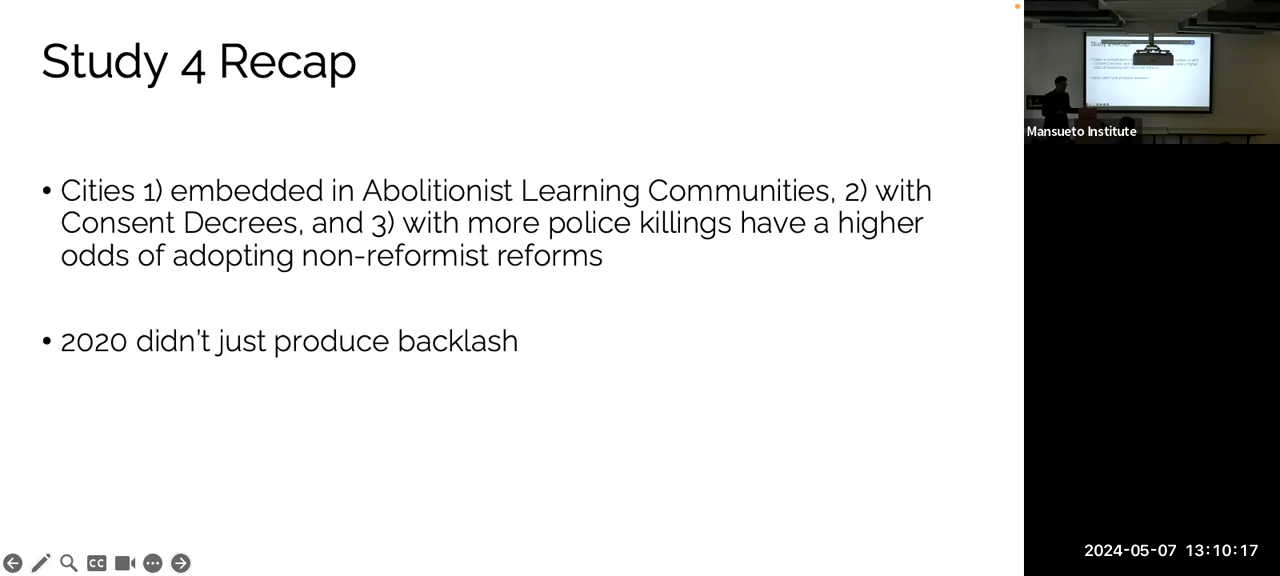 Study 4 Recap
• Cities 1) embedded in Abolitionist Learning Communities, 2) with
Consent Decrees, and 3) with more police killings have a higher
odds of adopting non-reformist reforms
• 2020 didn't just produce backlash
CC
Mansueto Institute
2024-05-07 13:10:17